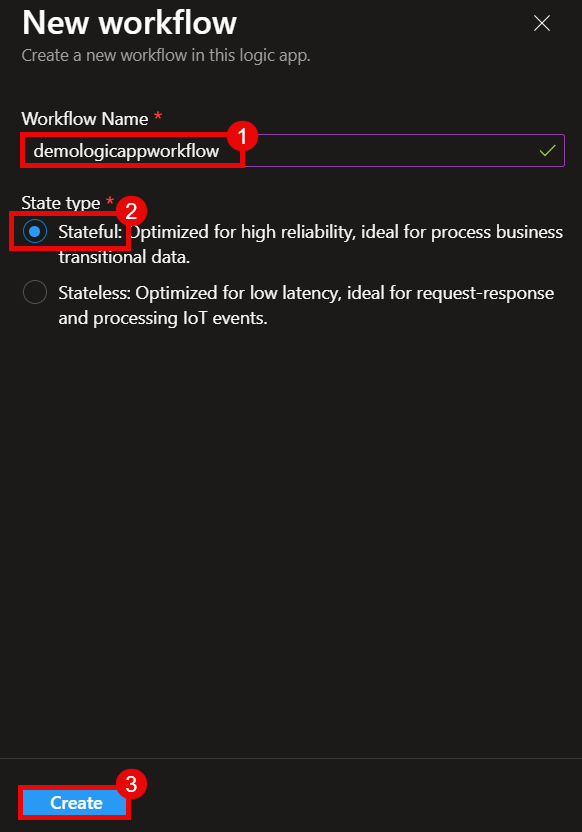 New workflow
Create a new workflow in this logic app.
Workflow Name *
1
demologicappworkflow
State type *
2
Stateful: Optimized for high reliability, ideal for process business
transitional data.
Stateless: Optimized for low latency, ideal for request-response
and processing IoT events.
3
Create